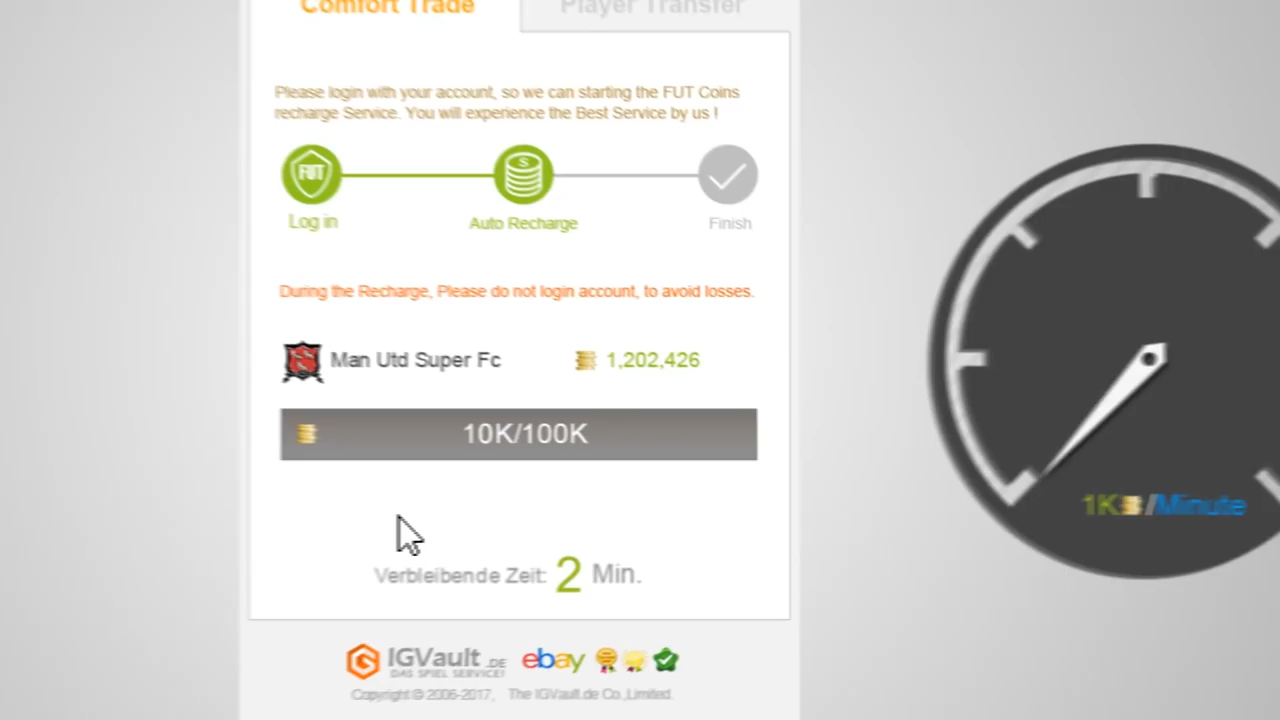 Comfort Trade
Player Transfer
Please login with your account, so we can starting the FUT Coins
recharge Service. You will experience the Best Service by us !
FUT
$
Log in
Auto Recharge
Finish
During the Recharge, Please do not login account, to avoid losses.
Man Utd Super Fc
1,202,426
10K/100K
1K/Minute
Verbleibende Zeit: 2 Min.
IGVault.DE
DAS SPIEL SERVICE!
ebay
Copyright © 2006-2017, The IGVault.de Co.,Limited.